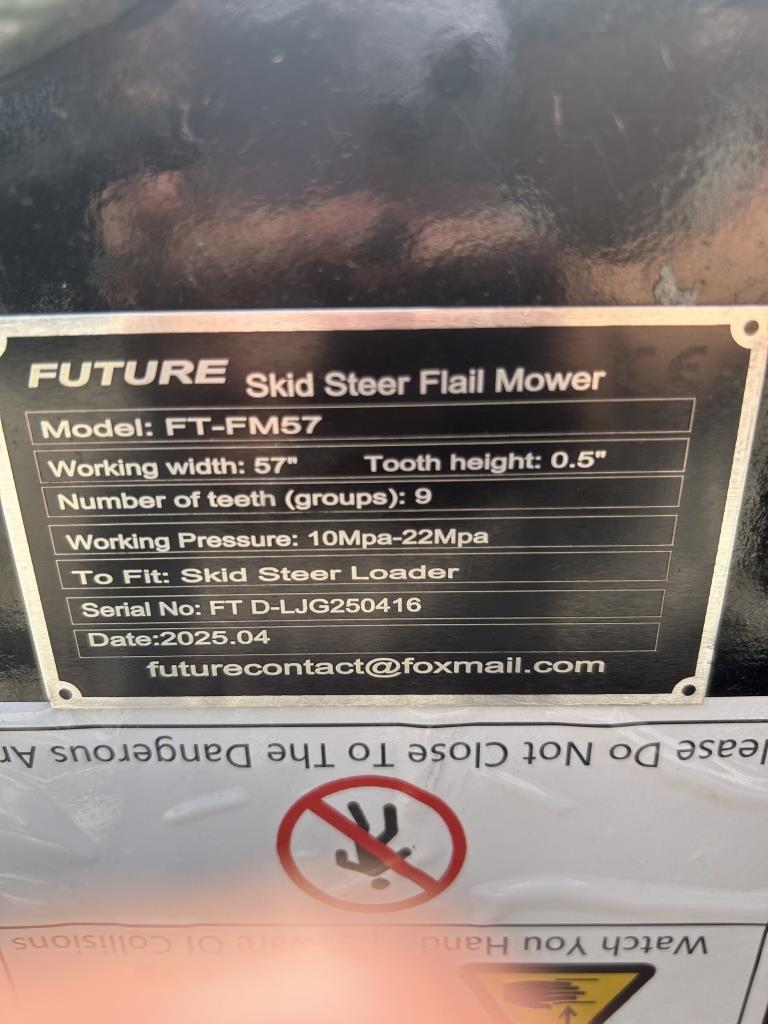 FUTURE Skid Steer Flail Mower
Model: FT-FM57
Working width: 57" Tooth height: 0.5"
Number of teeth (groups): 9
Working Pressure: 10Mpa-22Mpa
To Fit: Skid Steer Loader
Serial No: FT D-LJG250416
Date:2025.04
futurecontact@foxmail.com
lease Do Not Close To The Dangerous Ar
Watch You Hand
Of Collisions